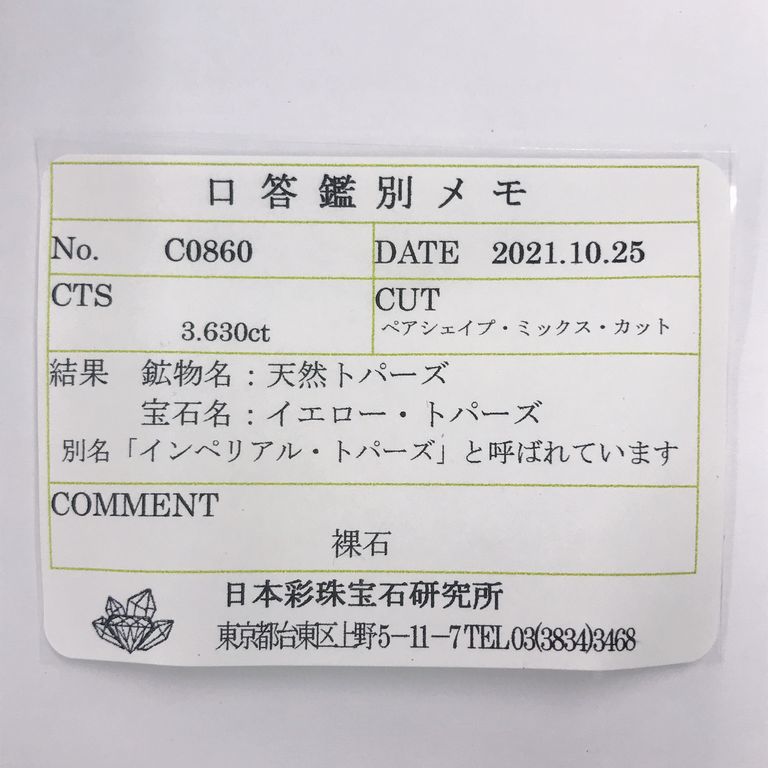 口答鑑別メモ
No. C0860 DATE 2021.10.25
CTS CUT
3.630ct ペアシェイプ・ミックス・カット
結果 鉱物名：天然トパーズ
宝石名：イエロー・トパーズ
別名「インペリアル・トパーズ」と呼ばれています
COMMENT
裸石
日本彩珠宝石研究所
東京都台東区上野5－11－7 TEL 03(3834)3468